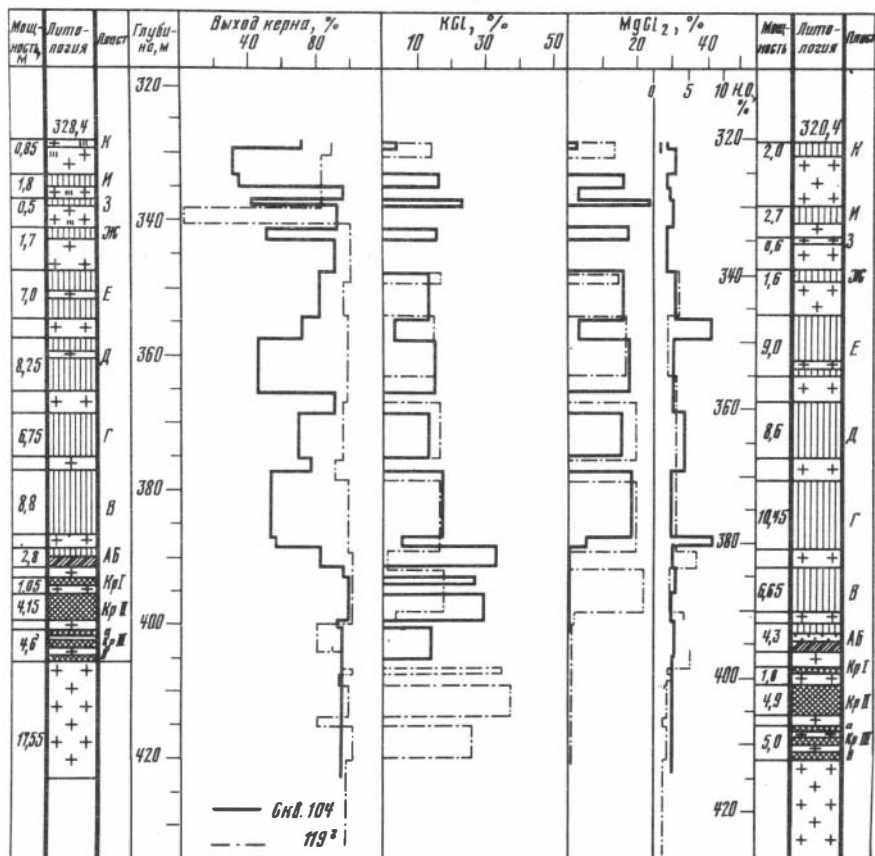 Мощ-ность, м Лито-логия Пласт Глуби-на, м Выход керна, % KCl, % MgCl2, % Мощ-ность Лито-логия Пласт
40 80 10 30 50 20 40
0 5 10 Н.О. %
320
328,4
0,85 К
1,8 И
0,5 З
340
1,7 Ж
7,0 Е
360
8,25 Д
6,75 Г
380
8,8 В
2,8 АБ
1,05 КрI
4,15 Кр II
400
4,6 Кр III
17,55
420
320 320,4
2,0 К
2,7 И
0,6 З
340
1,6 Ж
9,0 Е
360
8,6 Д
10,45 Г
380
6,65 В
4,3 АБ
400
1,0 КрI
4,9 Кр II
а
5,0 Кр III
в
420
Скв. 104
119²